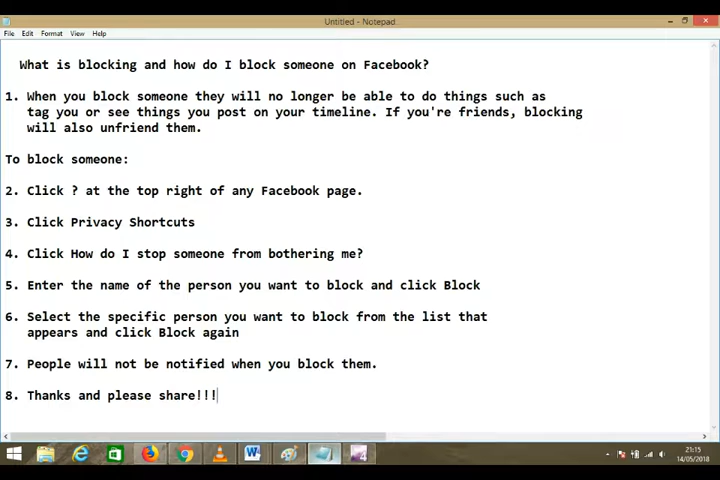 Untitled - Notepad
File Edit Format View Help
What is blocking and how do I block someone on Facebook?
1. When you block someone they will no longer be able to do things such as
tag you or see things you post on your timeline. If you're friends, blocking
will also unfriend them.
To block someone:
2. Click ? at the top right of any Facebook page.
3. Click Privacy Shortcuts
4. Click How do I stop someone from bothering me?
5. Enter the name of the person you want to block and click Block
6. Select the specific person you want to block from the list that
appears and click Block again
7. People will not be notified when you block them.
8. Thanks and please share!!!
21:15
14/05/2018